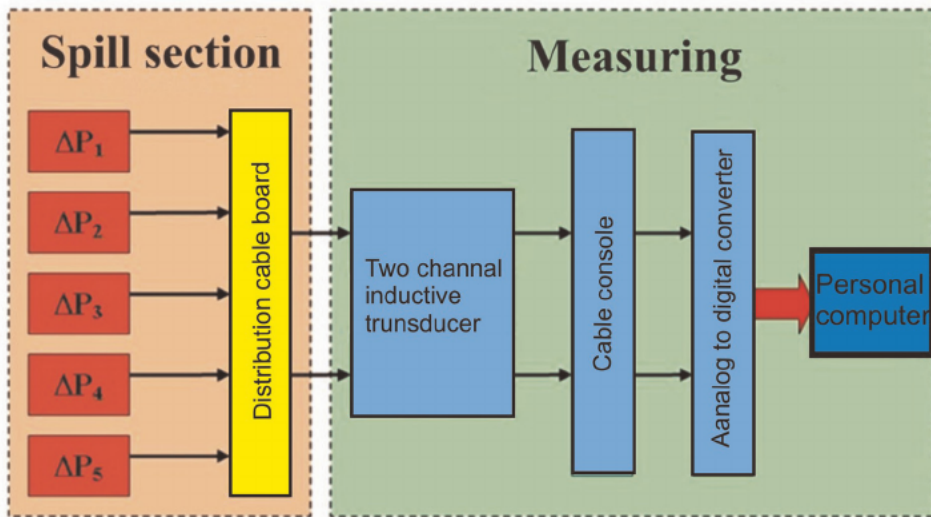 Spill section
ΔP1
ΔP2
ΔP3
ΔP4
ΔP5
Distribution cable board
Measuring
Two channal
inductive
trunsducer
Cable console
Aanalog to digital converter
Personal
computer